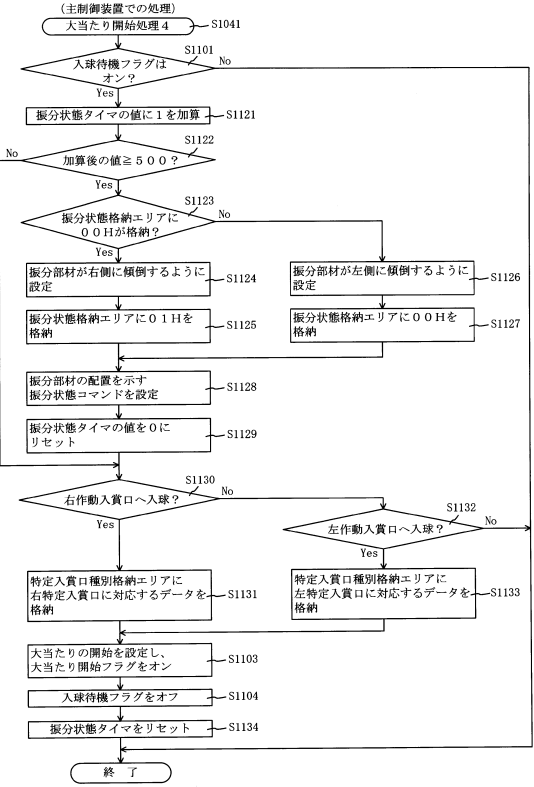 (主制御装置での処理)
大当たり開始処理4
S1041
S1101
入球待機フラグは
オン?
No
Yes
振分状態タイマの値に1を加算
S1121
S1122
No
加算後の値≧500?
Yes
S1123
振分状態格納エリアに
00Hが格納?
No
Yes
振分部材が右側に傾倒するように
設定
S1124
振分部材が左側に傾倒するように
設定
S1126
振分状態格納エリアに01Hを
格納
S1125
振分状態格納エリアに00Hを
格納
S1127
振分部材の配置を示す
振分状態コマンドを設定
S1128
振分状態タイマの値を0に
リセット
S1129
S1130
右作動入賞口へ入球?
No
Yes
S1132
左作動入賞口へ入球?
No
Yes
特定入賞口種別格納エリアに
右特定入賞口に対応するデータを
格納
S1131
特定入賞口種別格納エリアに
左特定入賞口に対応するデータを
格納
S1133
大当たりの開始を設定し、
大当たり開始フラグをオン
S1103
入球待機フラグをオフ
S1104
振分状態タイマをリセット
S1134
終 了